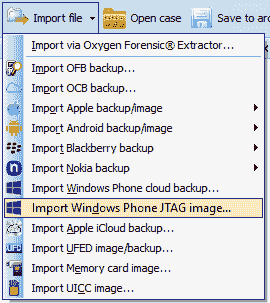 Import file Open case Save to arc
Import via Oxygen Forensic® Extractor...
Import OFB backup...
Import OCB backup...
Import Apple backup/image
Import Android backup/image
Import Blackberry backup
Import Nokia backup
Import Windows Phone cloud backup...
Import Windows Phone JTAG image...
Import Apple iCloud backup...
UFED Import UFED image/backup...
Import Memory card image...
Import UICC image...